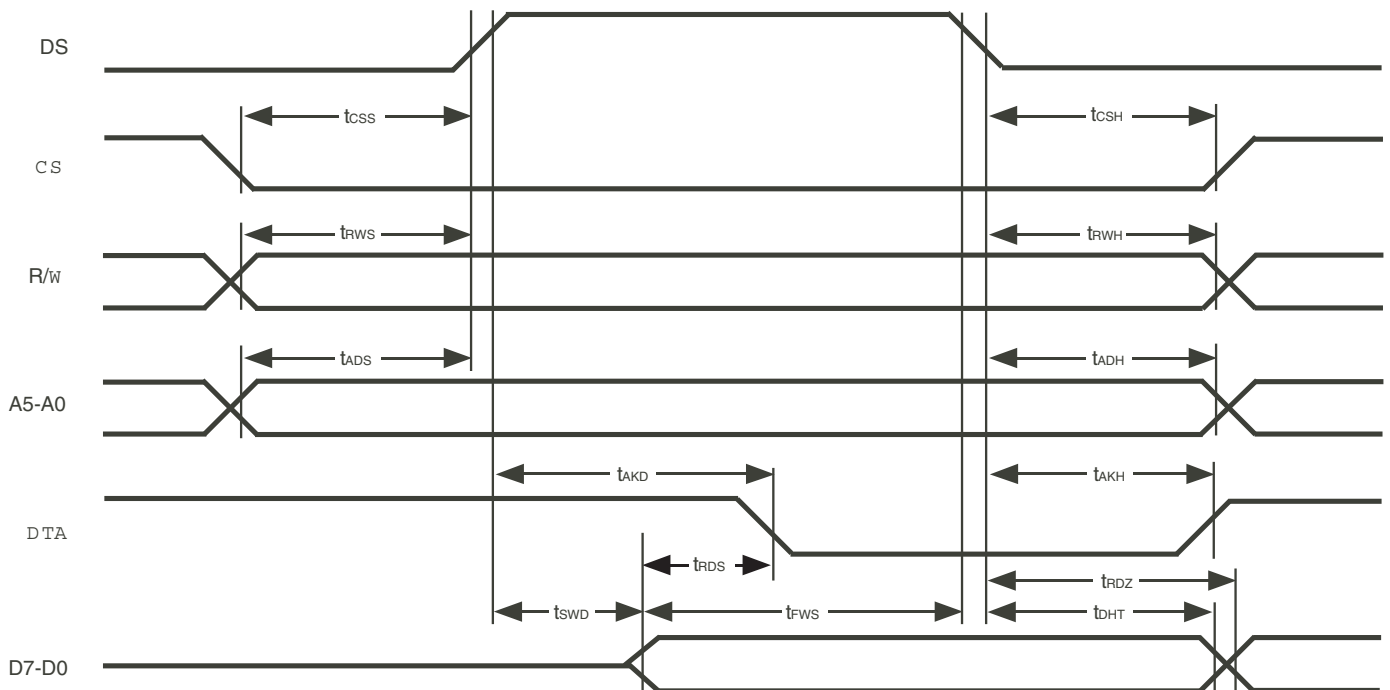 DS
tCSS
tCSH
CS
tRWS
tRWH
R/W
tADS
tADH
A5-A0
tAKD
tAKH
DTA
tRDS
tRDZ
tSWD
tFWS
tDHT
D7-D0